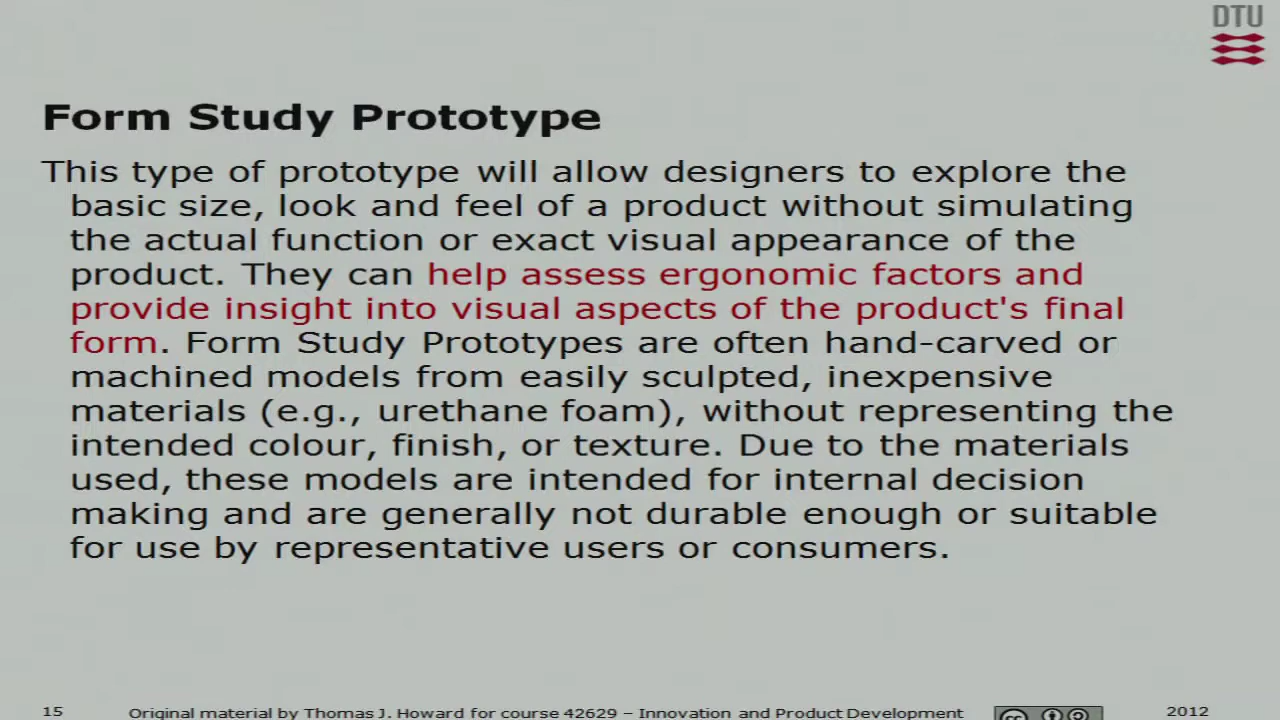 DTU
Form Study Prototype
This type of prototype will allow designers to explore the
basic size, look and feel of a product without simulating
the actual function or exact visual appearance of the
product. They can help assess ergonomic factors and
provide insight into visual aspects of the product's final
form. Form Study Prototypes are often hand-carved or
machined models from easily sculpted, inexpensive
materials (e.g., urethane foam), without representing the
intended colour, finish, or texture. Due to the materials
used, these models are intended for internal decision
making and are generally not durable enough or suitable
for use by representative users or consumers.
15 Original material by Thomas J. Howard for course 42629 – Innovation and Product Development cc 2012